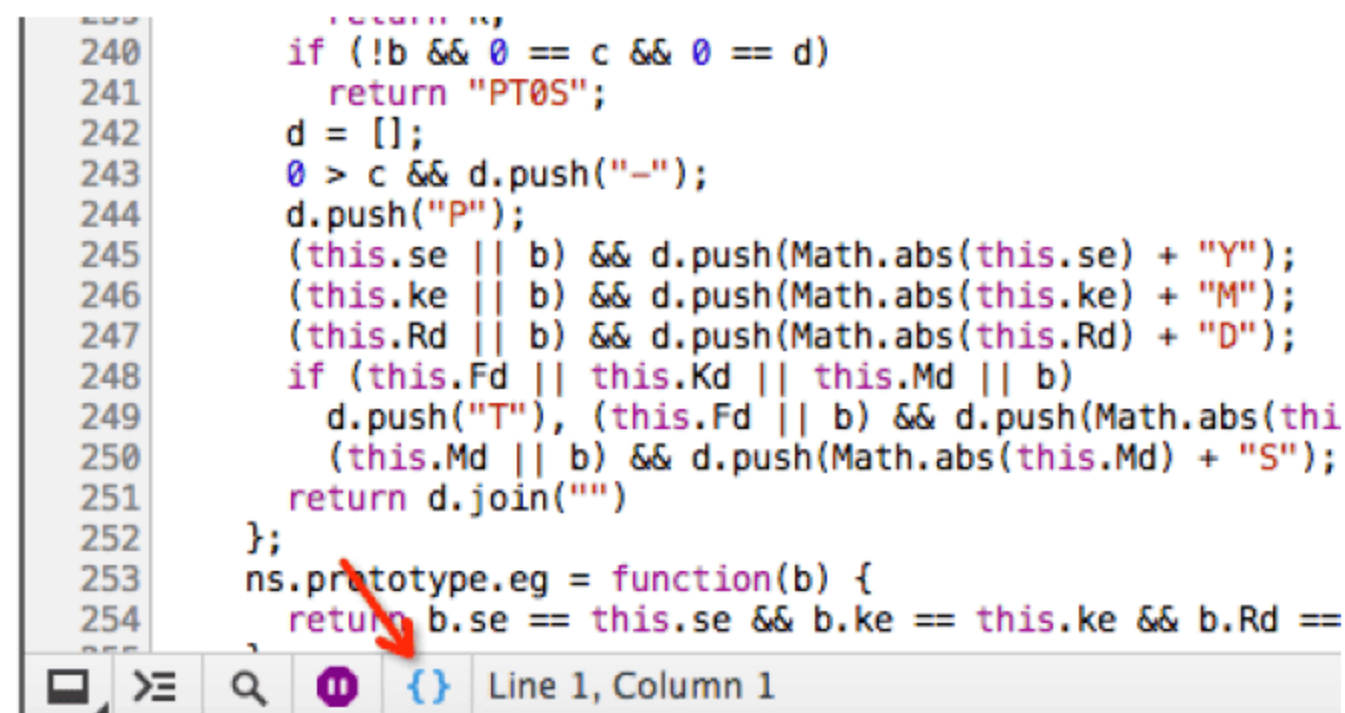 240 if (!b && 0 == c && 0 == d)
241 return "PT0S";
242 d = [];
243 0 > c && d.push("-");
244 d.push("P");
245 (this.se || b) && d.push(Math.abs(this.se) + "Y");
246 (this.ke || b) && d.push(Math.abs(this.ke) + "M");
247 (this.Rd || b) && d.push(Math.abs(this.Rd) + "D");
248 if (this.Fd || this.Kd || this.Md || b)
249 d.push("T"), (this.Fd || b) && d.push(Math.abs(thi
250 (this.Md || b) && d.push(Math.abs(this.Md) + "S");
251 return d.join("")
252 };
253 ns.prototype.eg = function(b) {
254 return b.se == this.se && b.ke == this.ke && b.Rd ==
{} Line 1, Column 1